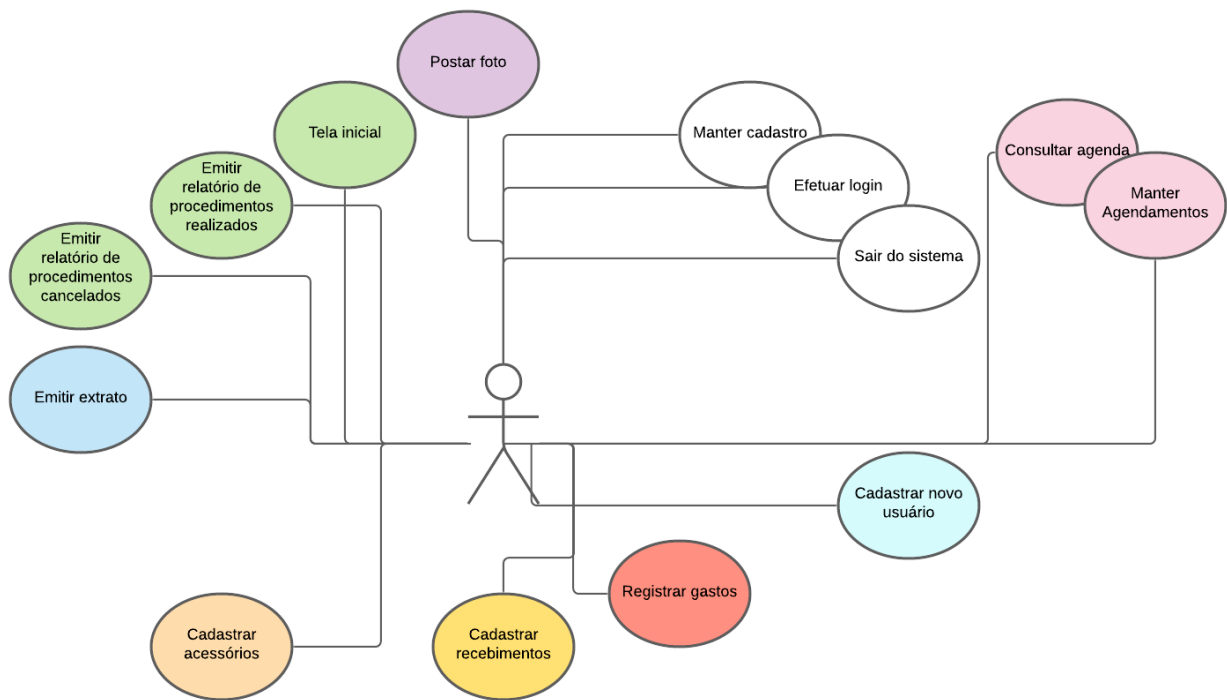 Postar foto
Tela inicial
Manter cadastro
Consultar agenda
Emitir
relatório de
procedimentos
realizados
Efetuar login
Manter
Agendamentos
Emitir
relatório de
procedimentos
cancelados
Sair do sistema
Emitir extrato
Cadastrar novo
usuário
Registrar gastos
Cadastrar
acessórios
Cadastrar
recebimentos